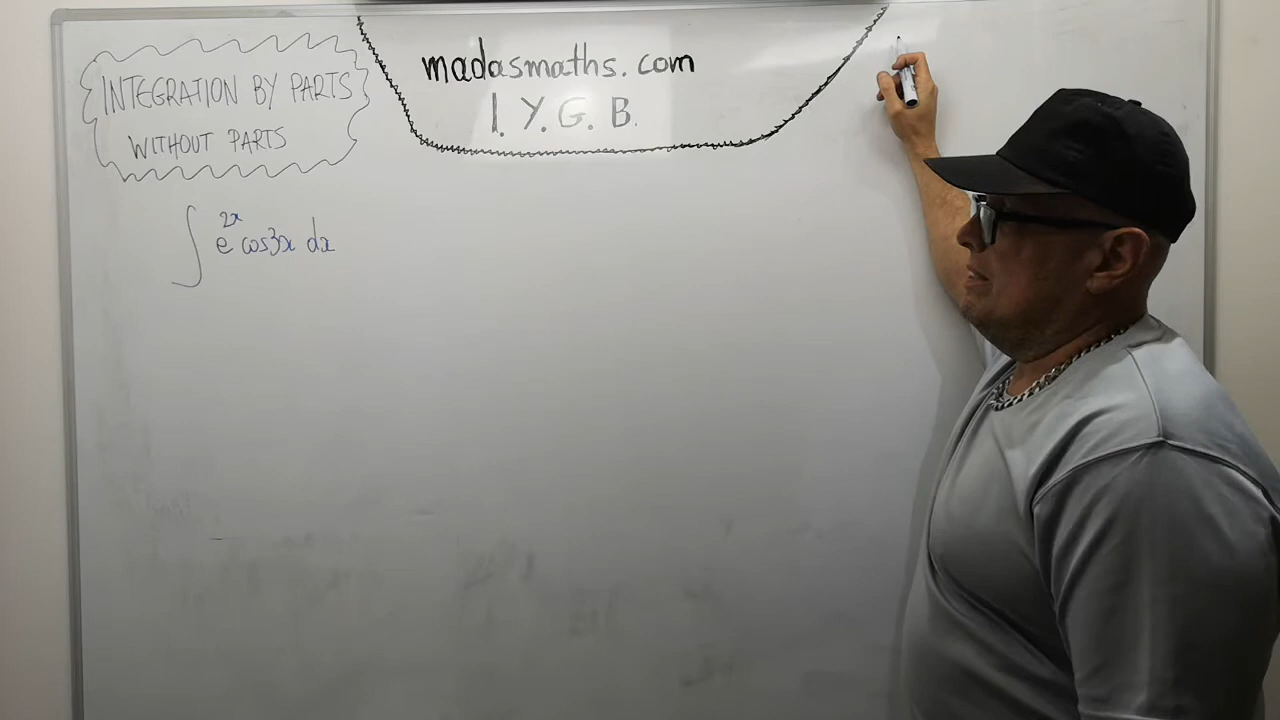 INTEGRATION BY PARTS
WITHOUT PARTS
madasmaths.com
I. Y. G. B.
∫ e^{2x} cos3x dx